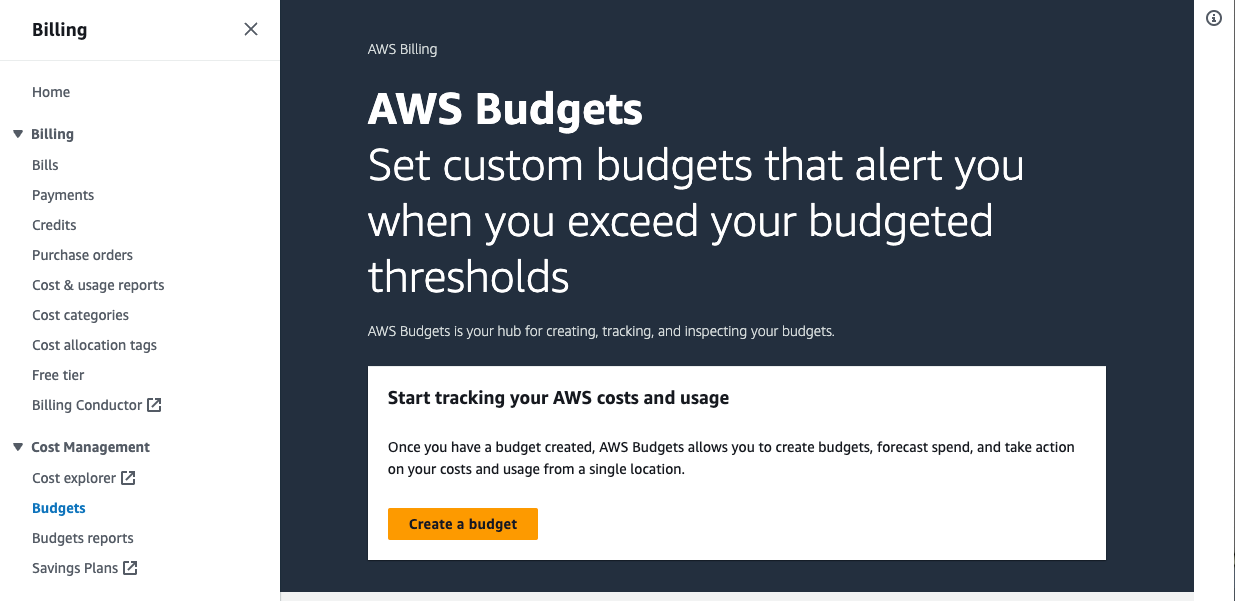 Billing
Home
Billing
Bills
Payments
Credits
Purchase orders
Cost & usage reports
Cost categories
Cost allocation tags
Free tier
Billing Conductor
Cost Management
Cost explorer
Budgets
Budgets reports
Savings Plans
AWS Billing
AWS Budgets
Set custom budgets that alert you
when you exceed your budgeted
thresholds
AWS Budgets is your hub for creating, tracking, and inspecting your budgets.
Start tracking your AWS costs and usage
Once you have a budget created, AWS Budgets allows you to create budgets, forecast spend, and take action
on your costs and usage from a single location.
Create a budget